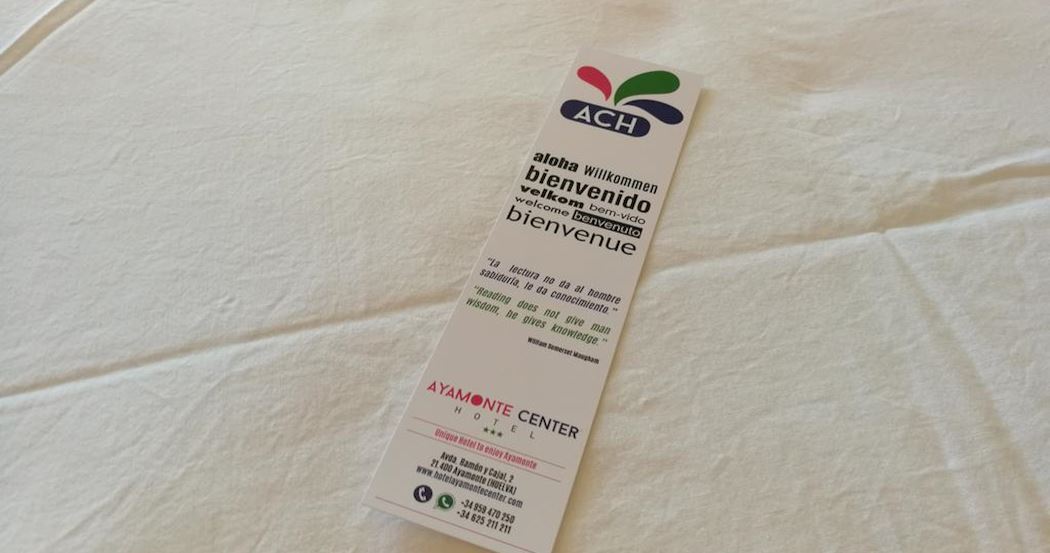 ACH
aloha Willkommen
bienvenido
velkom bem-vido
welcome benvenuto
bienvenue
"La lectura no da al hombre
sabiduría, le da conocimiento."
"Reading does not give man
wisdom, be gives knowledge."
William Somerset Maugham
AYAMONTE CENTER
HOTEL
Unique Hotel to enjoy Ayamonte
Avda. Ramón y Cajal, 2
21.400 Ayamonte (HUELVA)
www.hotelayamontecenter.com
+34 959 470 250
+34 625 211 211